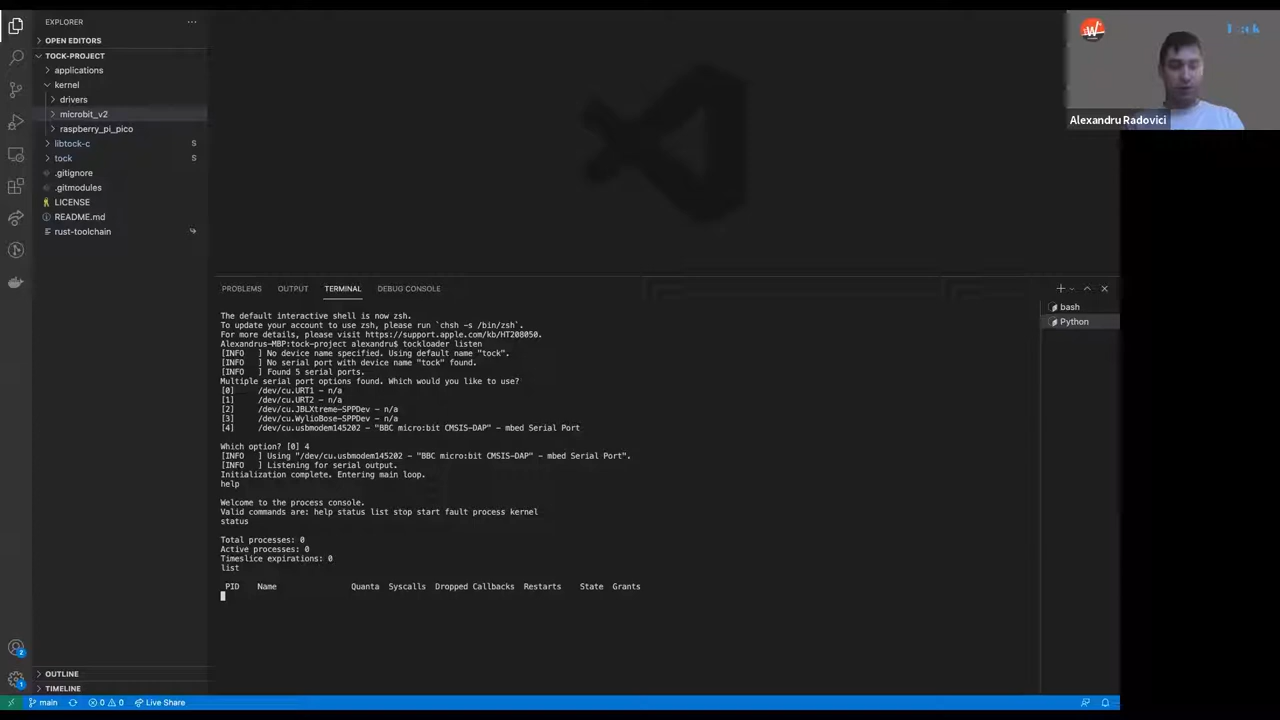 EXPLORER
OPEN EDITORS
TOCK-PROJECT
applications
kernel
drivers
microbit_v2
raspberry_pi_pico
libtock-c S
tock S
.gitignore
.gitmodules
LICENSE
README.md
rust-toolchain
OUTLINE
TIMELINE
PROBLEMS OUTPUT TERMINAL DEBUG CONSOLE
The default interactive shell is now zsh.
To update your account to use zsh, please run `chsh -s /bin/zsh`.
For more details, please visit https://support.apple.com/kb/HT208050.
Alexandrus-MBP:tock-project alexandru$ tockloader listen
[INFO ] No device name specified. Using default name "tock".
[INFO ] No serial port with device name "tock" found.
[INFO ] Found 5 serial ports.
Multiple serial port options found. Which would you like to use?
[0] /dev/cu.URT1 - n/a
[1] /dev/cu.URT2 - n/a
[2] /dev/cu.JBLXtreme-SPPDev - n/a
[3] /dev/cu.WylioBose-SPPDev - n/a
[4] /dev/cu.usbmodem145202 - "BBC micro:bit CMSIS-DAP" - mbed Serial Port
Which option? [0] 4
[INFO ] Using "/dev/cu.usbmodem145202 - "BBC micro:bit CMSIS-DAP" - mbed Serial Port".
[INFO ] Listening for serial output.
Initialization complete. Entering main loop.
help
Welcome to the process console.
Valid commands are: help status list stop start fault process kernel
status
Total processes: 0
Active processes: 0
Timeslice expirations: 0
list
PID Name Quanta Syscalls Dropped Callbacks Restarts State Grants
bash
Python
W
Alexandru Radovici
2
1
main 0 0 Live Share